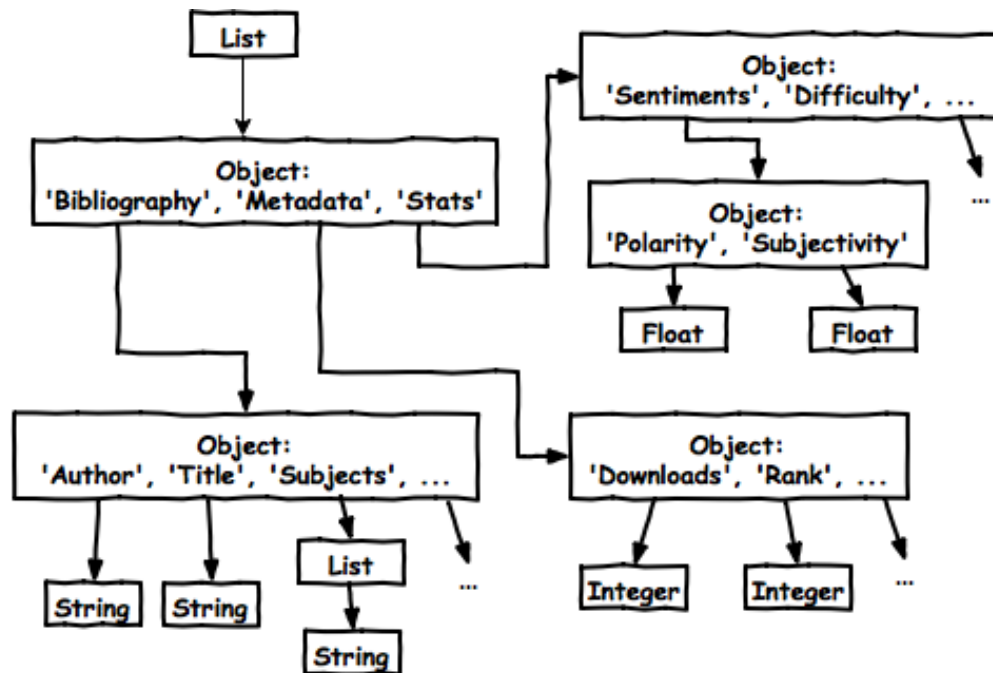 List
Object:
'Sentiments', 'Difficulty', ...
Object:
'Bibliography', 'Metadata', 'Stats'
...
Object:
'Polarity', 'Subjectivity'
Float
Float
Object:
'Author', 'Title', 'Subjects', ...
Object:
'Downloads', 'Rank', ...
List
...
...
String
String
Integer
Integer
String